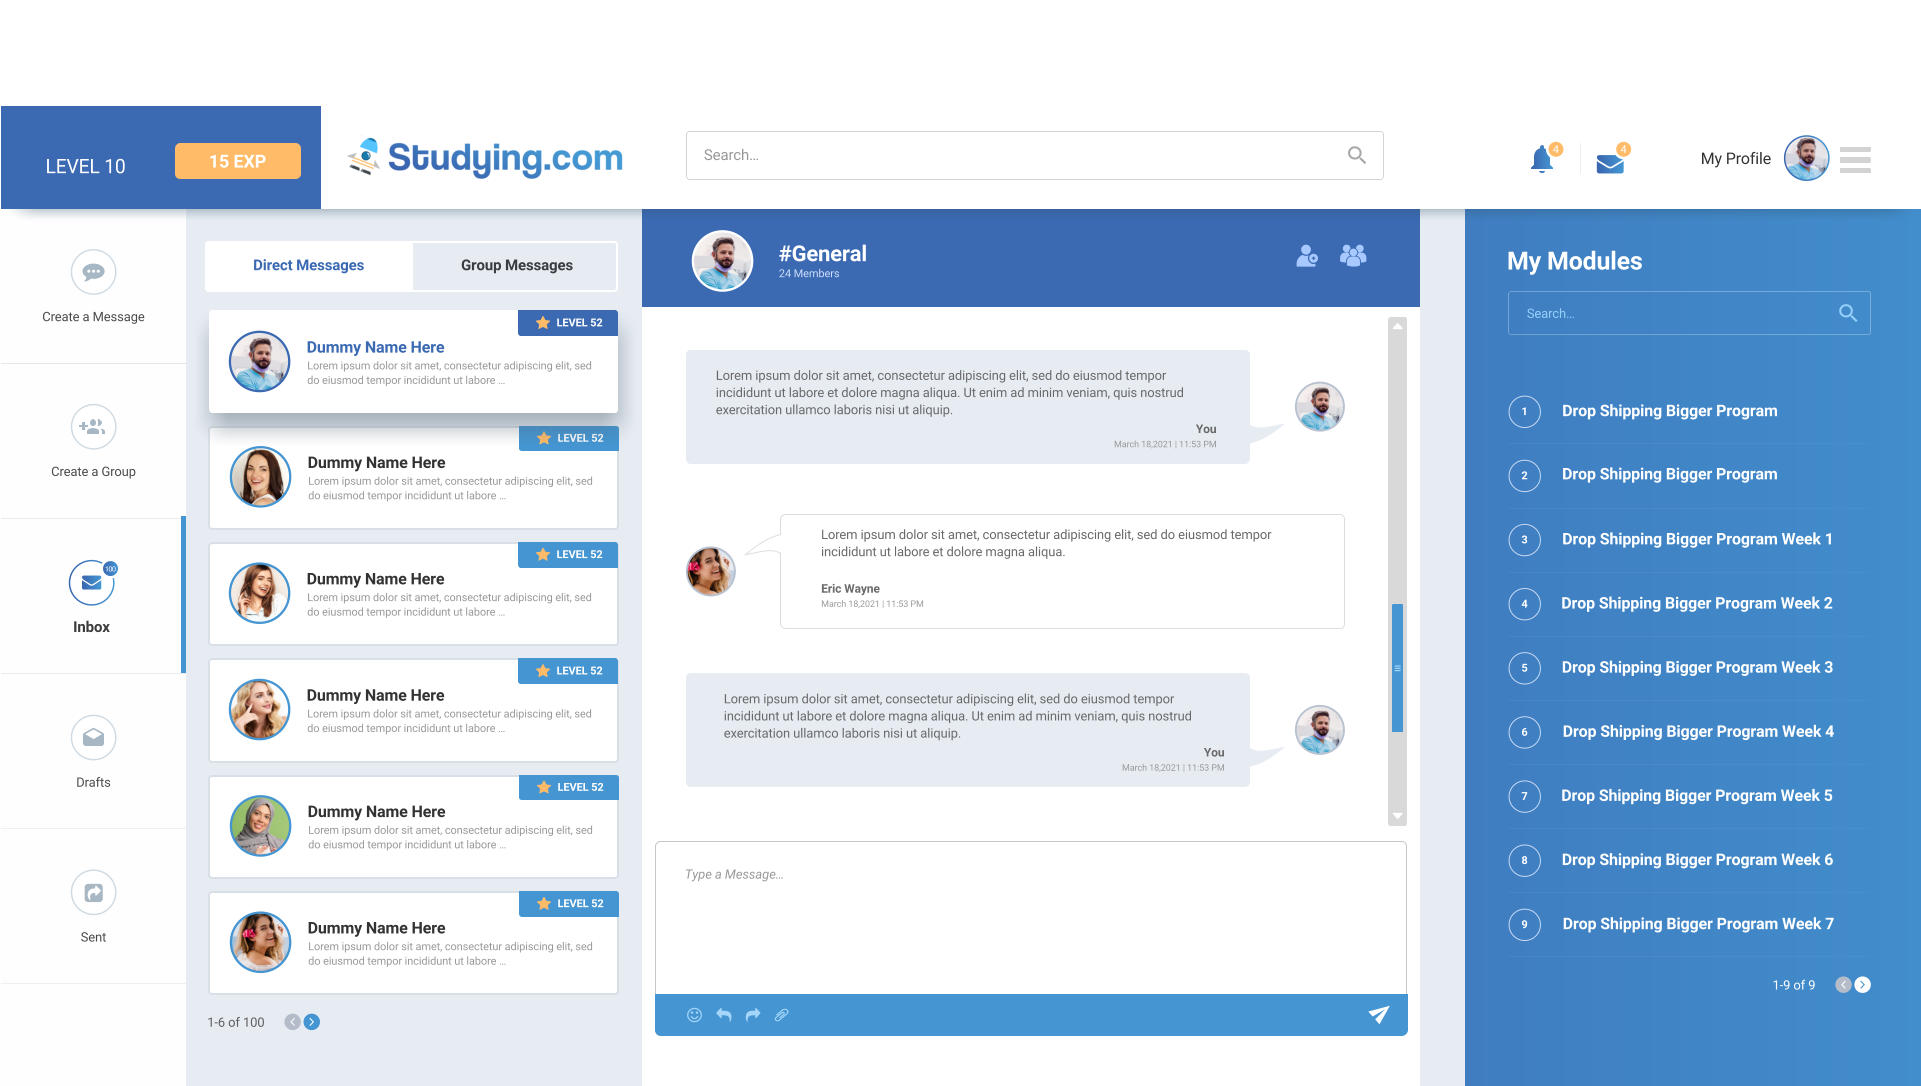 LEVEL 10
15 EXP
Studying.com
Search...
4
4
My Profile
Create a Message
Create a Group
100
Inbox
Drafts
Sent
Direct Messages
Group Messages
LEVEL 52
Dummy Name Here
Lorem ipsum dolor sit amet, consectetur adipiscing elit, sed
do eiusmod tempor incididunt ut labore ...
LEVEL 52
Dummy Name Here
Lorem ipsum dolor sit amet, consectetur adipiscing elit, sed
do eiusmod tempor incididunt ut labore ...
LEVEL 52
Dummy Name Here
Lorem ipsum dolor sit amet, consectetur adipiscing elit, sed
do eiusmod tempor incididunt ut labore ...
LEVEL 52
Dummy Name Here
Lorem ipsum dolor sit amet, consectetur adipiscing elit, sed
do eiusmod tempor incididunt ut labore ...
LEVEL 52
Dummy Name Here
Lorem ipsum dolor sit amet, consectetur adipiscing elit, sed
do eiusmod tempor incididunt ut labore ...
LEVEL 52
Dummy Name Here
Lorem ipsum dolor sit amet, consectetur adipiscing elit, sed
do eiusmod tempor incididunt ut labore ...
1-6 of 100
#General
24 Members
Lorem ipsum dolor sit amet, consectetur adipiscing elit, sed do eiusmod tempor
incididunt ut labore et dolore magna aliqua. Ut enim ad minim veniam, quis nostrud
exercitation ullamco laboris nisi ut aliquip.
You
March 18,2021 | 11:53 PM
Lorem ipsum dolor sit amet, consectetur adipiscing elit, sed do eiusmod tempor
incididunt ut labore et dolore magna aliqua.
Eric Wayne
March 18,2021 | 11:53 PM
Lorem ipsum dolor sit amet, consectetur adipiscing elit, sed do eiusmod tempor
incididunt ut labore et dolore magna aliqua. Ut enim ad minim veniam, quis nostrud
exercitation ullamco laboris nisi ut aliquip.
You
March 18,2021 | 11:53 PM
Type a Message...
My Modules
Search...
1 Drop Shipping Bigger Program
2 Drop Shipping Bigger Program
3 Drop Shipping Bigger Program Week 1
4 Drop Shipping Bigger Program Week 2
5 Drop Shipping Bigger Program Week 3
6 Drop Shipping Bigger Program Week 4
7 Drop Shipping Bigger Program Week 5
8 Drop Shipping Bigger Program Week 6
9 Drop Shipping Bigger Program Week 7
1-9 of 9